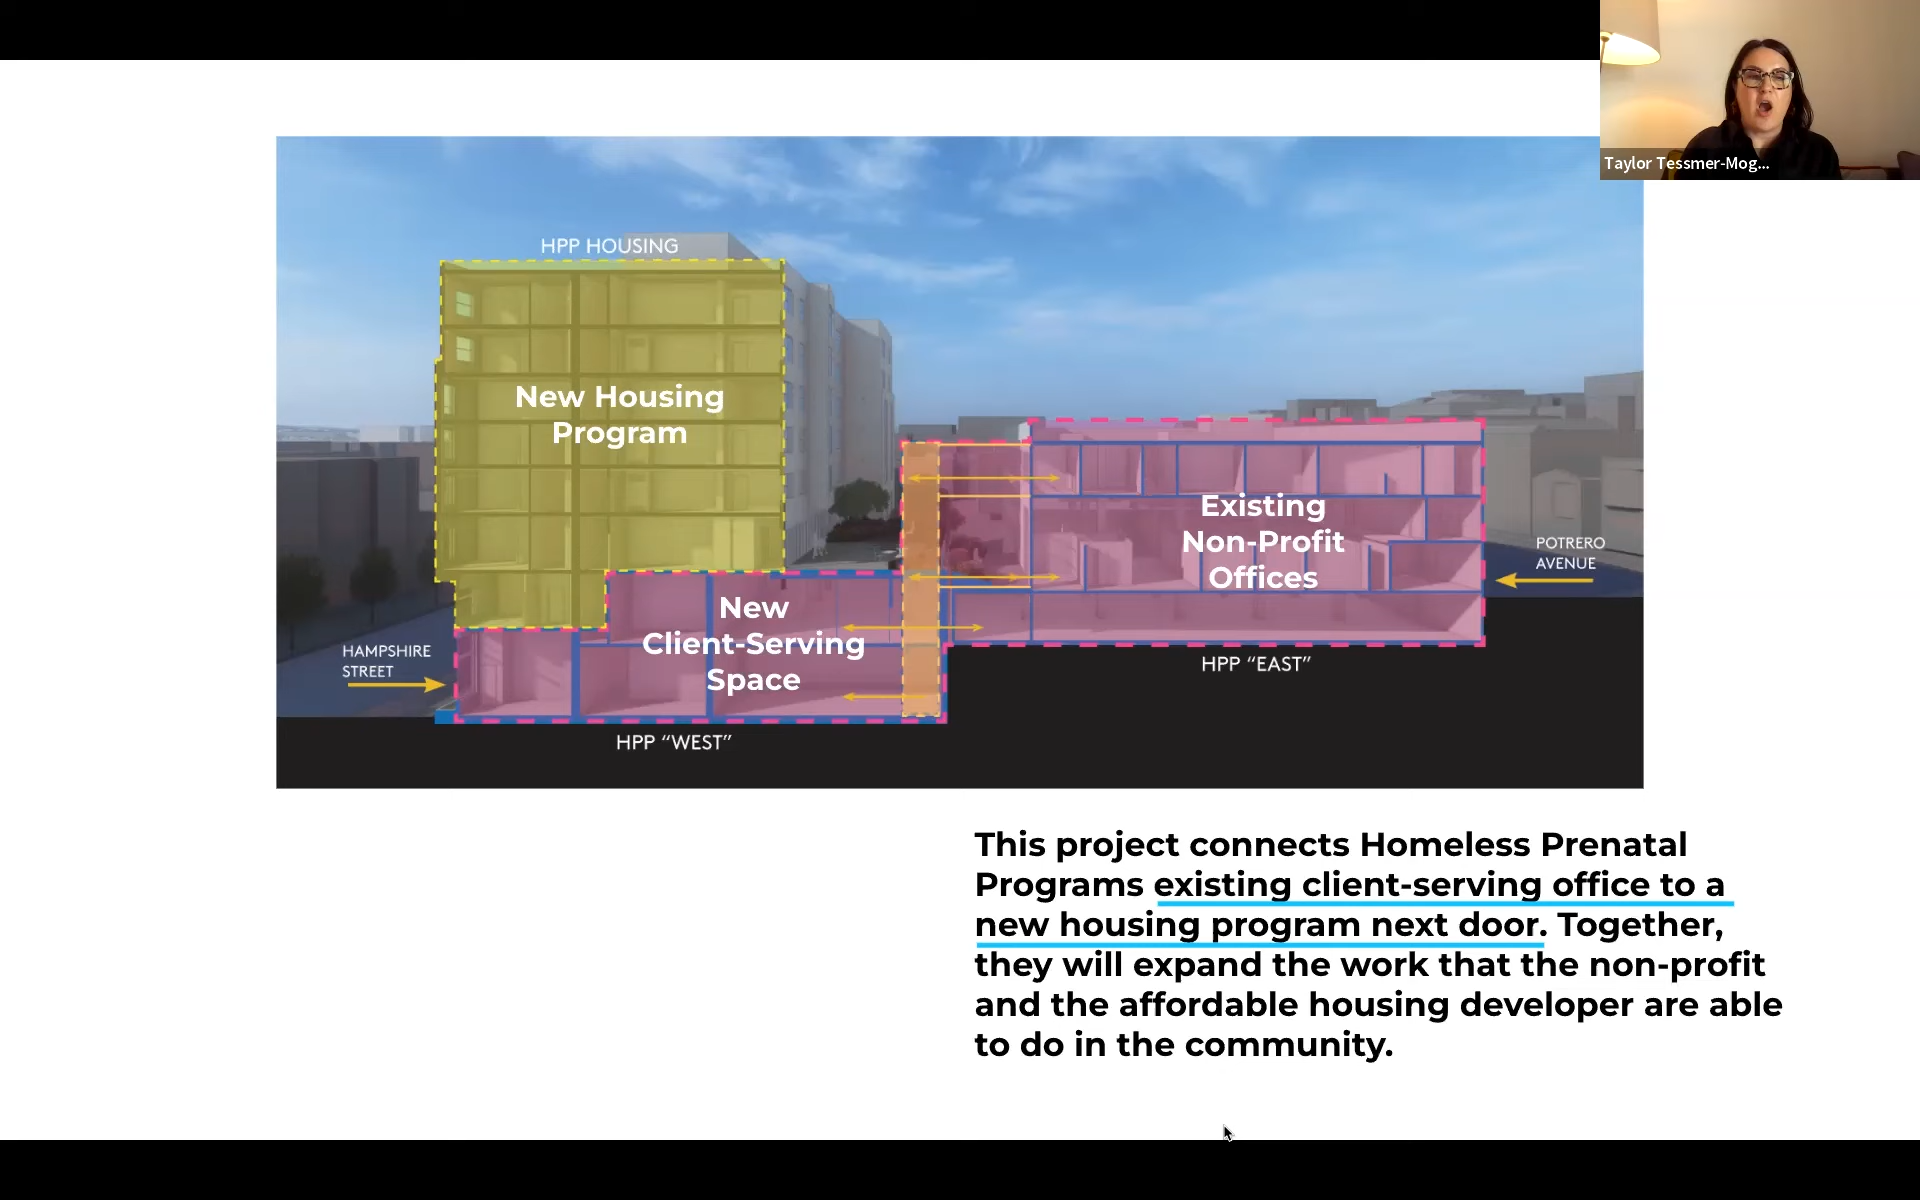 Taylor Tessmer-Mog...
HPP HOUSING
New Housing
Program
Existing
Non-Profit
Offices
POTRERO
AVENUE
New
Client-Serving
Space
HAMPSHIRE
STREET
HPP “EAST”
HPP “WEST”
This project connects Homeless Prenatal
Programs existing client-serving office to a
new housing program next door. Together,
they will expand the work that the non-profit
and the affordable housing developer are able
to do in the community.